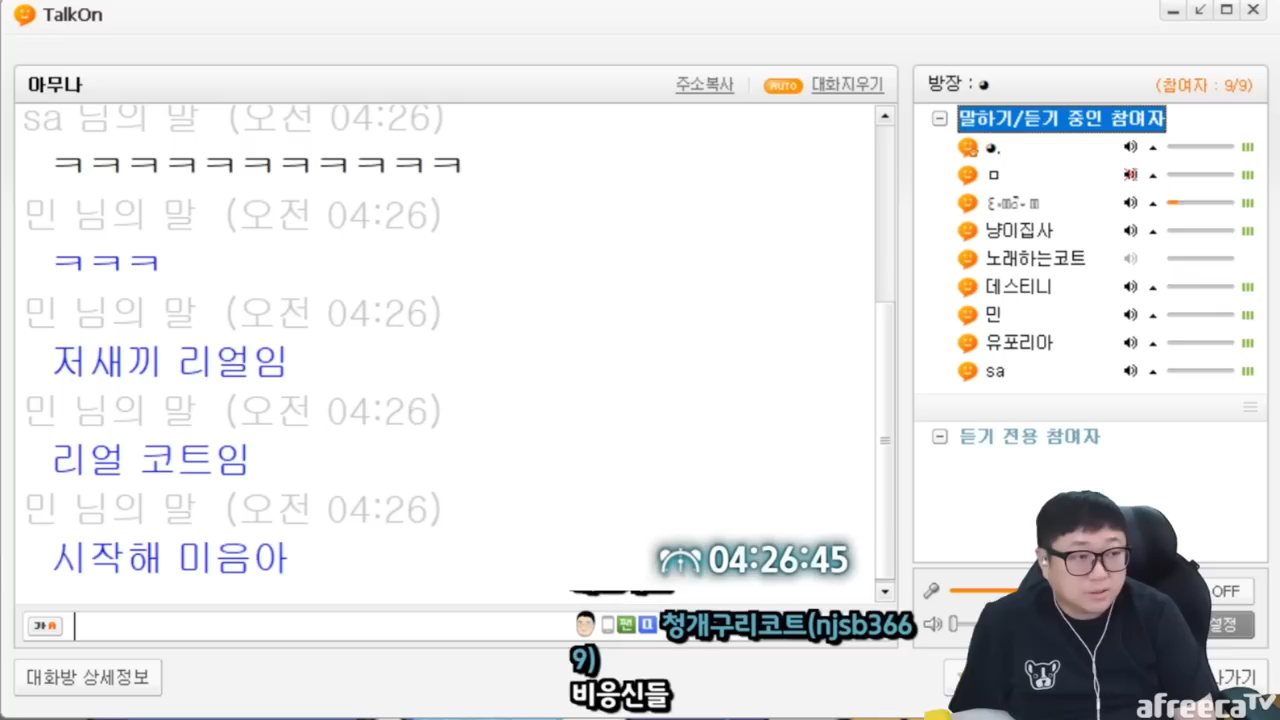 TalkOn
아무나
주소복사
AUTO
대화지우기
sa 님의 말 (오전 04:26)
ㅋㅋㅋㅋㅋㅋㅋㅋㅋㅋㅋ
민 님의 말 (오전 04:26)
ㅋㅋㅋ
민 님의 말 (오전 04:26)
저새끼 리얼임
민 님의 말 (오전 04:26)
리얼 코트임
민 님의 말 (오전 04:26)
시작해 미음아
04:26:45
가
청개구리코트(njsb366
9)
비응신들
대화방 상세정보
방장 :
(참여자 : 9/9)
말하기/듣기 중인 참여자
ㅁ
냥이집사
노래하는코트
데스티니
민
유포리아
sa
듣기 전용 참여자
OFF
설정
나가기
afreecaTV